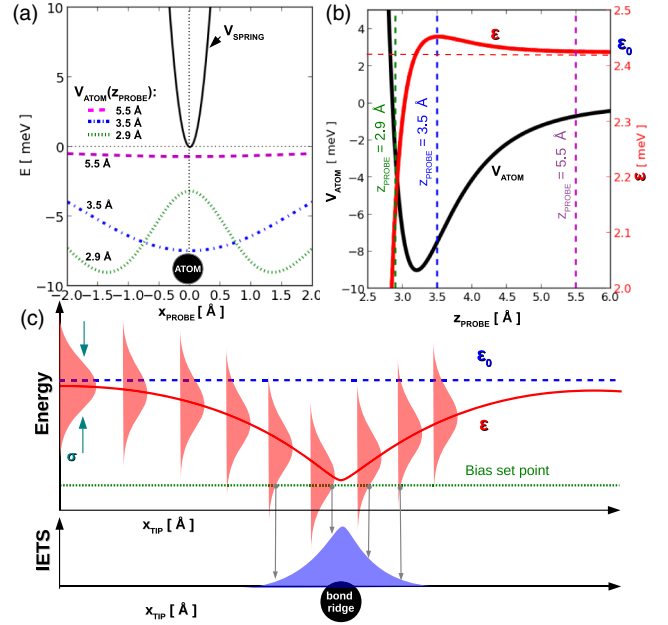 (a)
10
5
0
−5
−10
E [ meV]
V_SPRING
V_ATOM(z_PROBE):
5.5 Å
3.5 Å
2.9 Å
5.5 Å
3.5 Å
2.9 Å
ATOM
−2.0 −1.5 −1.0 −0.5 0.0 0.5 1.0 1.5 2.0
x_PROBE [ Å ]
(b)
4
2
0
−2
−4
−6
−8
−10
V_ATOM [ meV]
ε
ε₀
z_PROBE = 2.9 Å
z_PROBE = 3.5 Å
z_PROBE = 5.5 Å
V_ATOM
2.5
2.4
2.3
2.2
2.1
2.0
ε [ meV ]
2.5 3.0 3.5 4.0 4.5 5.0 5.5 6.0
z_PROBE [ Å ]
(c)
Energy
σ
ε₀
ε
Bias set point
x_TIP [ Å ]
IETS
bond
ridge
x_TIP [ Å ]